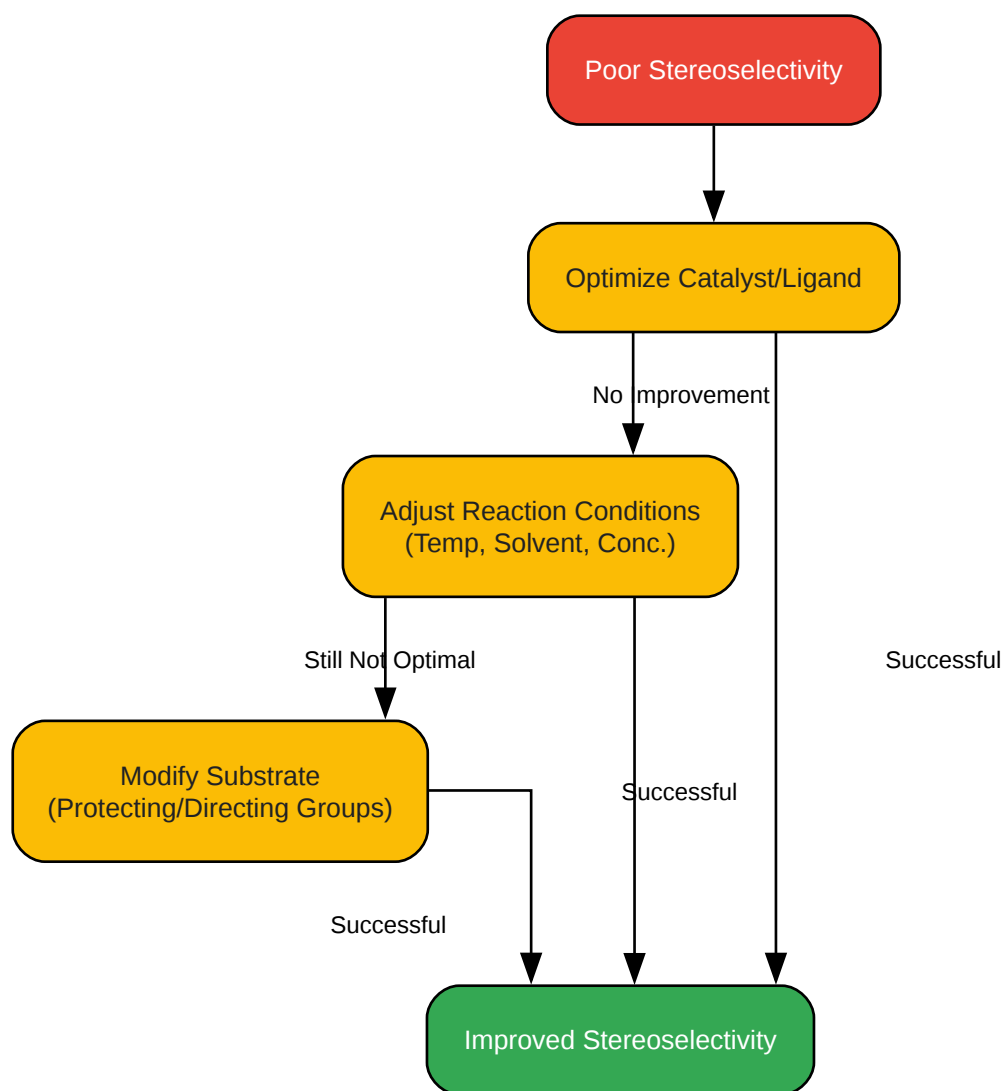 Poor Stereoselectivity
Optimize Catalyst/Ligand
No Improvement
Adjust Reaction Conditions
(Temp, Solvent, Conc.)
Still Not Optimal
Successful
Modify Substrate
(Protecting/Directing Groups)
Successful
Successful
Improved Stereoselectivity